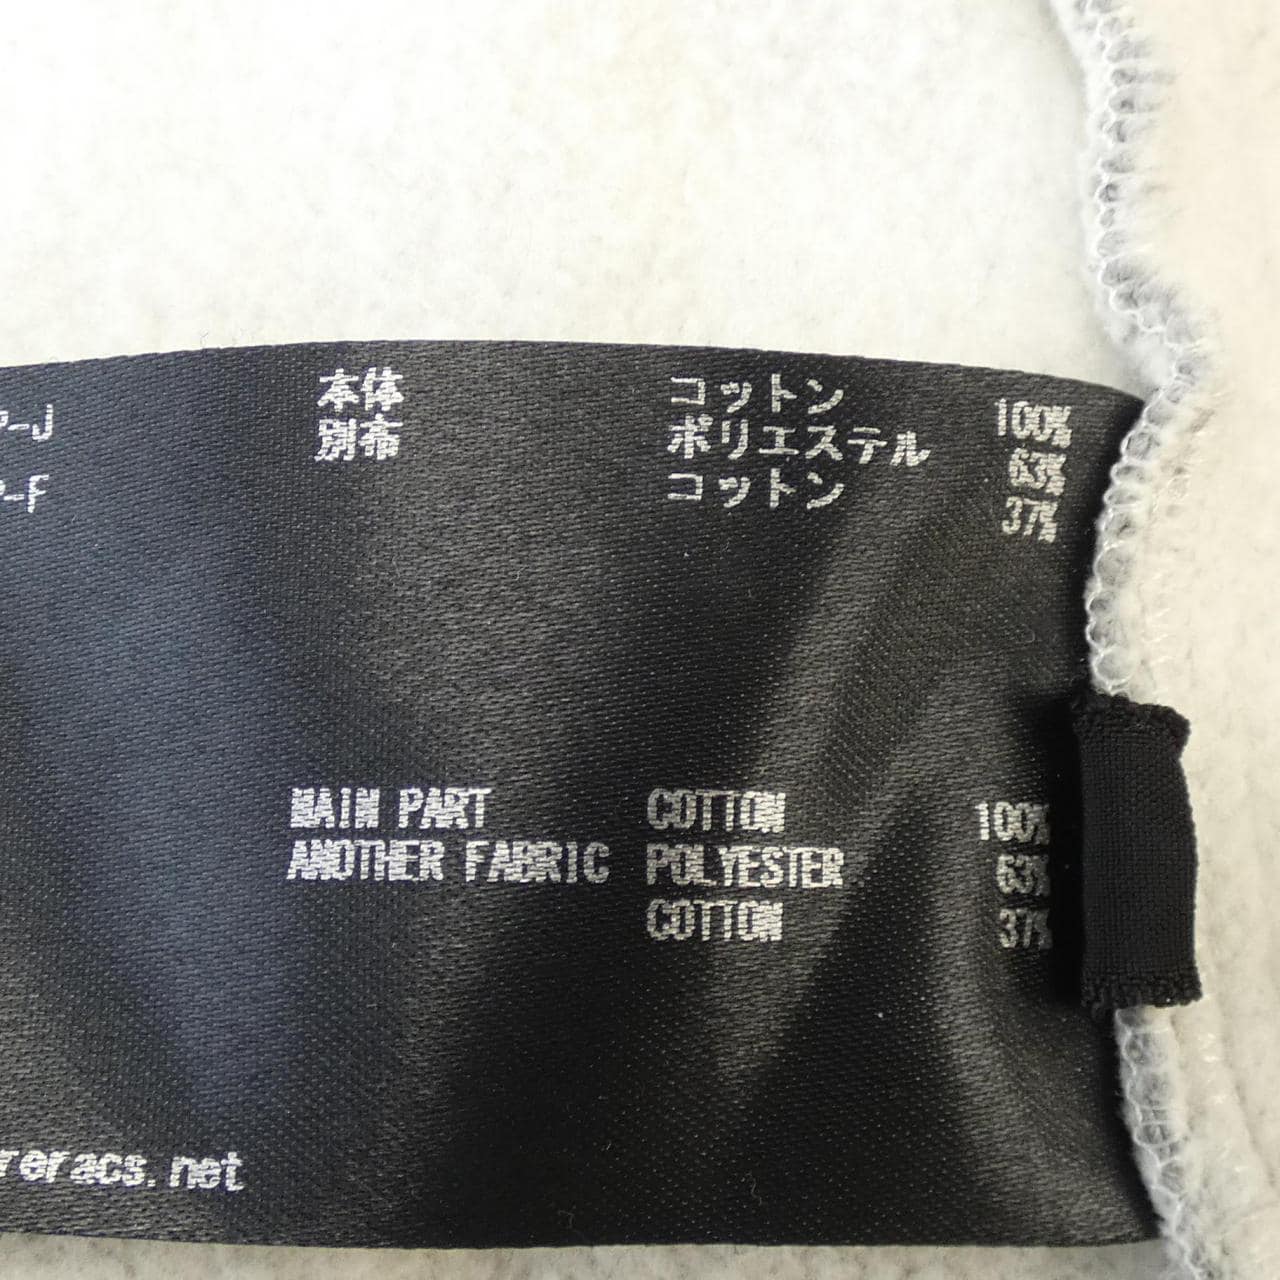 本体 コットン 100%
別布 ポリエステル 63%
コットン 37%
-J
-F
MAIN PART COTTON 100%
ANOTHER FABRIC POLYESTER 63%
COTTON 37%
reracs.net